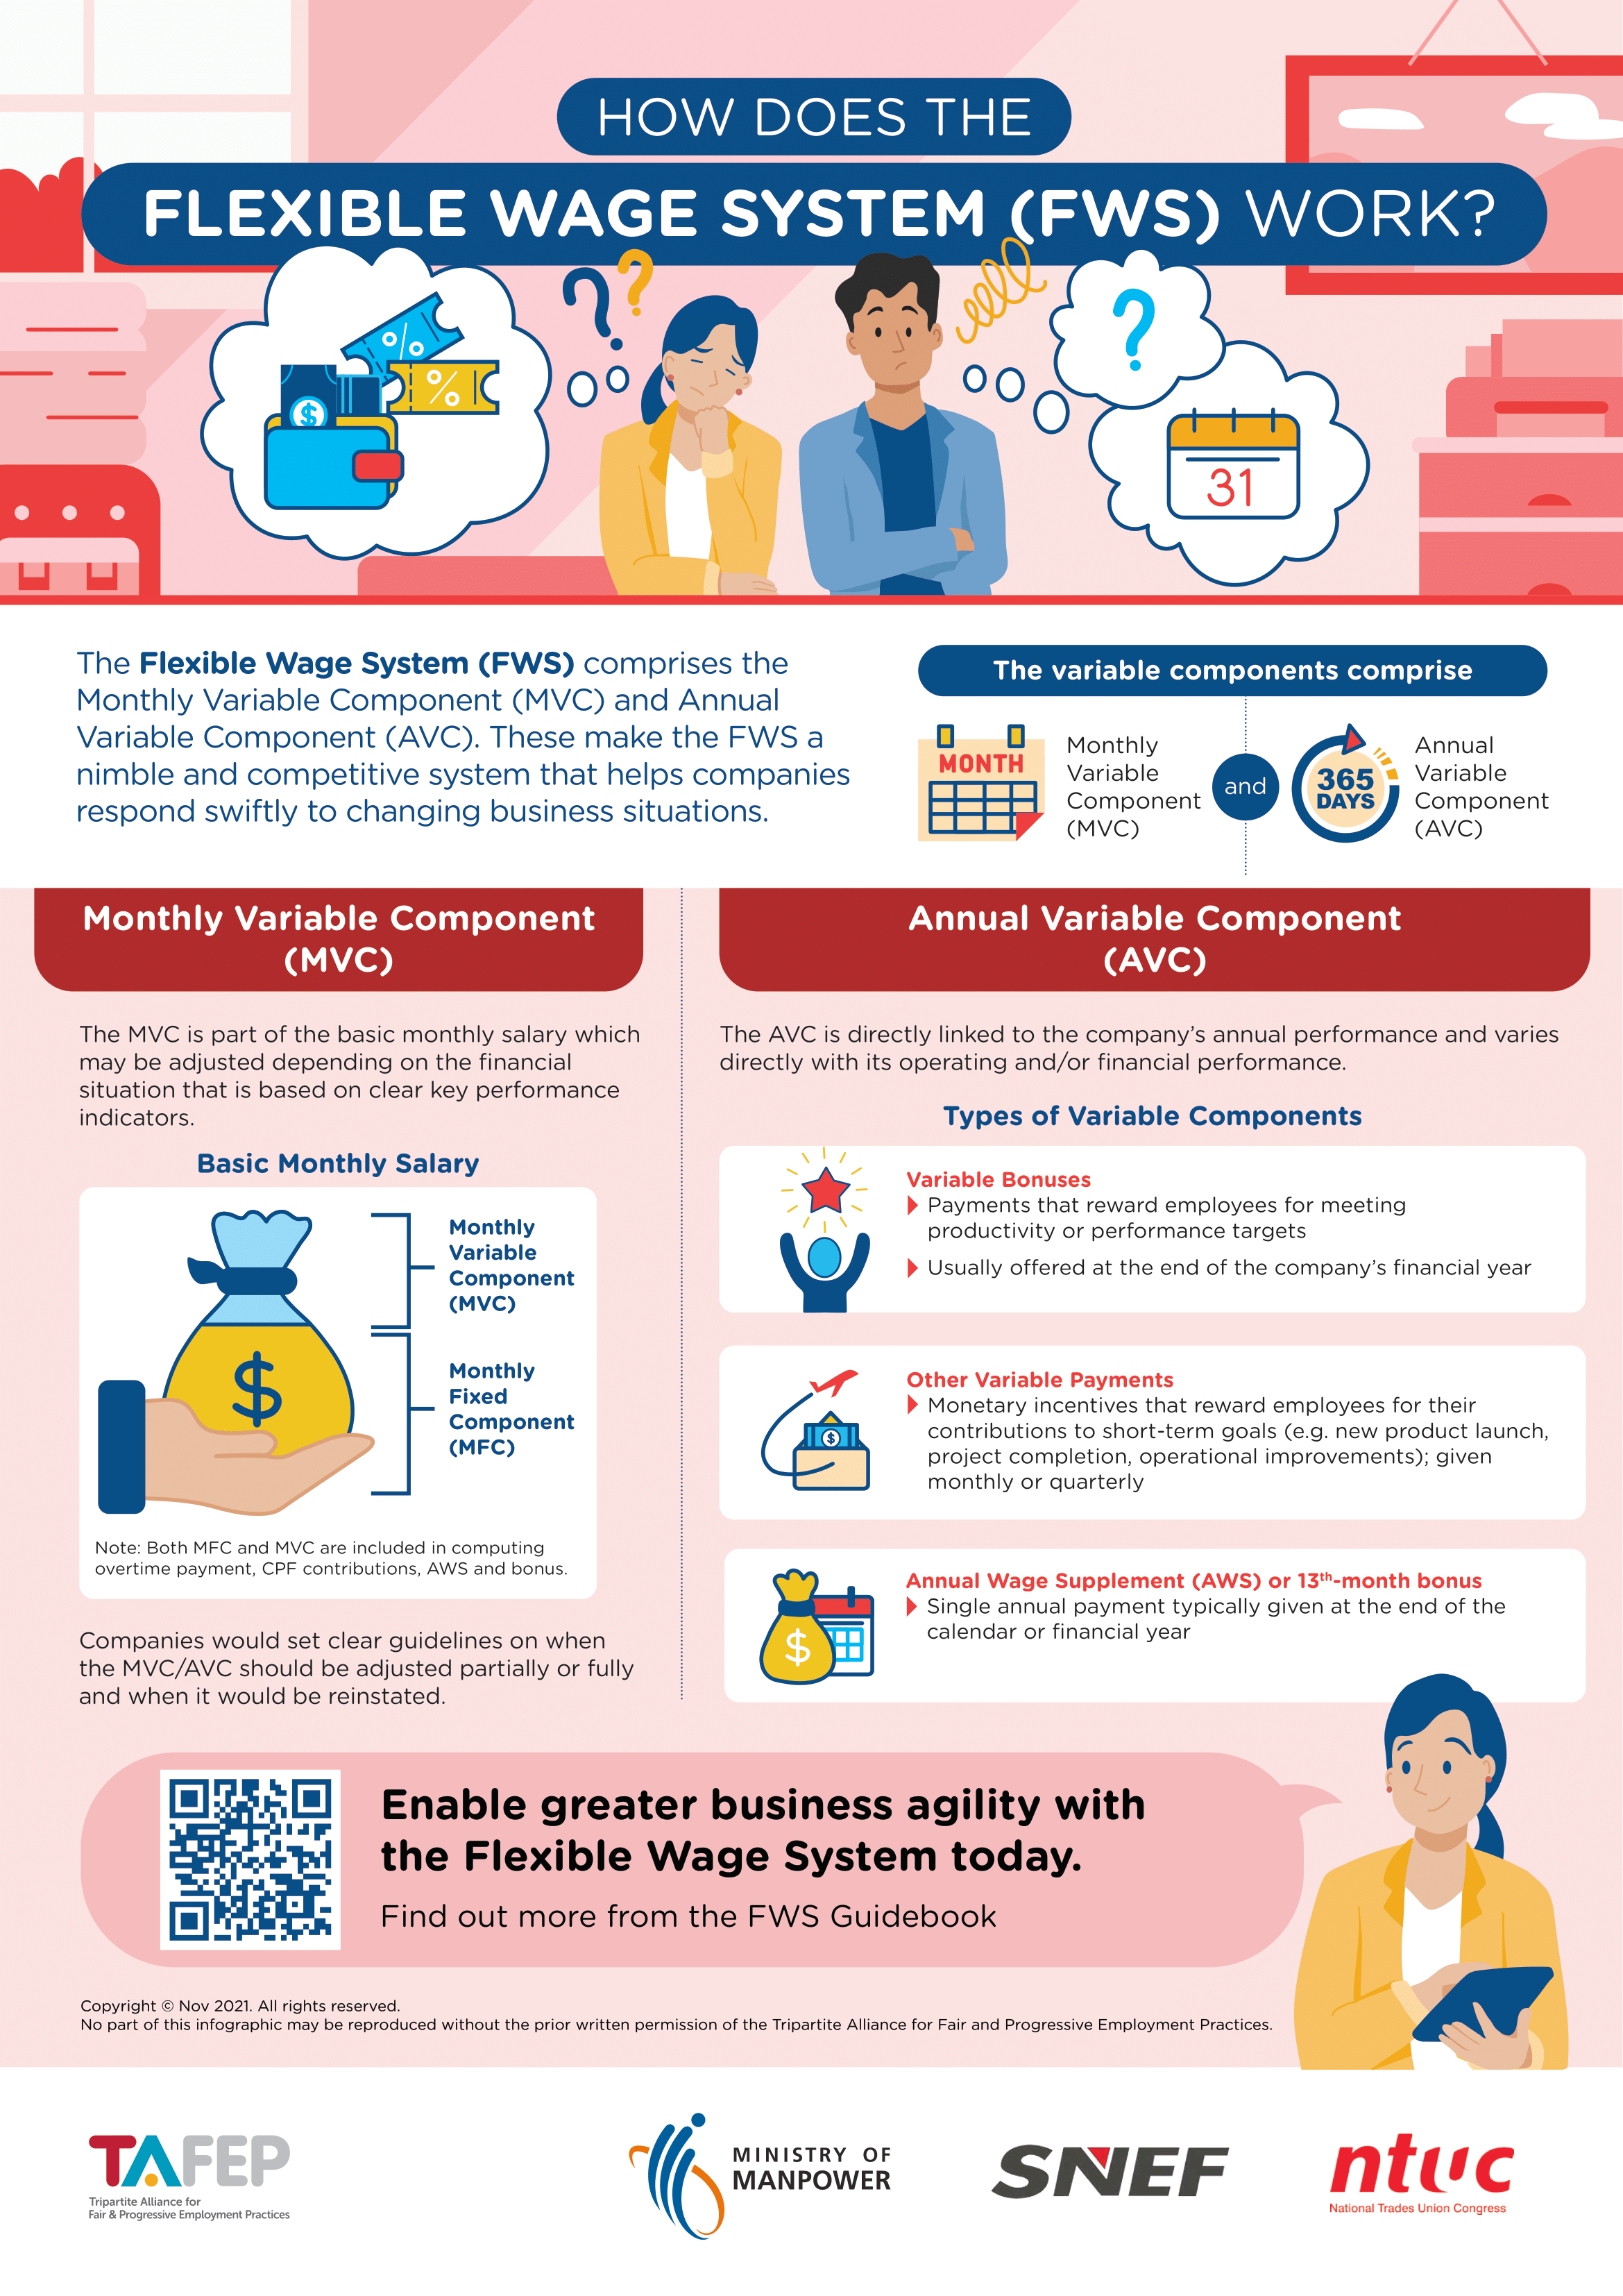 HOW DOES THE
FLEXIBLE WAGE SYSTEM (FWS) WORK?
%
%
$
?
?
?
31
The Flexible Wage System (FWS) comprises the
Monthly Variable Component (MVC) and Annual
Variable Component (AVC). These make the FWS a
nimble and competitive system that helps companies
respond swiftly to changing business situations.
The variable components comprise
MONTH
Monthly
Variable
Component
(MVC)
and
365
DAYS
Annual
Variable
Component
(AVC)
Monthly Variable Component
(MVC)
The MVC is part of the basic monthly salary which
may be adjusted depending on the financial
situation that is based on clear key performance
indicators.
Basic Monthly Salary
$
Monthly
Variable
Component
(MVC)
Monthly
Fixed
Component
(MFC)
Note: Both MFC and MVC are included in computing
overtime payment, CPF contributions, AWS and bonus.
Companies would set clear guidelines on when
the MVC/AVC should be adjusted partially or fully
and when it would be reinstated.
Annual Variable Component
(AVC)
The AVC is directly linked to the company's annual performance and varies
directly with its operating and/or financial performance.
Types of Variable Components
Variable Bonuses
Payments that reward employees for meeting
productivity or performance targets
Usually offered at the end of the company's financial year
$
Other Variable Payments
Monetary incentives that reward employees for their
contributions to short-term goals (e.g. new product launch,
project completion, operational improvements); given
monthly or quarterly
$
Annual Wage Supplement (AWS) or 13th-month bonus
Single annual payment typically given at the end of the
calendar or financial year
Enable greater business agility with
the Flexible Wage System today.
Find out more from the FWS Guidebook
Copyright © Nov 2021. All rights reserved.
No part of this infographic may be reproduced without the prior written permission of the Tripartite Alliance for Fair and Progressive Employment Practices.
TAFEP
Tripartite Alliance for
Fair & Progressive Employment Practices
MINISTRY OF
MANPOWER
SNEF
ntuc
National Trades Union Congress